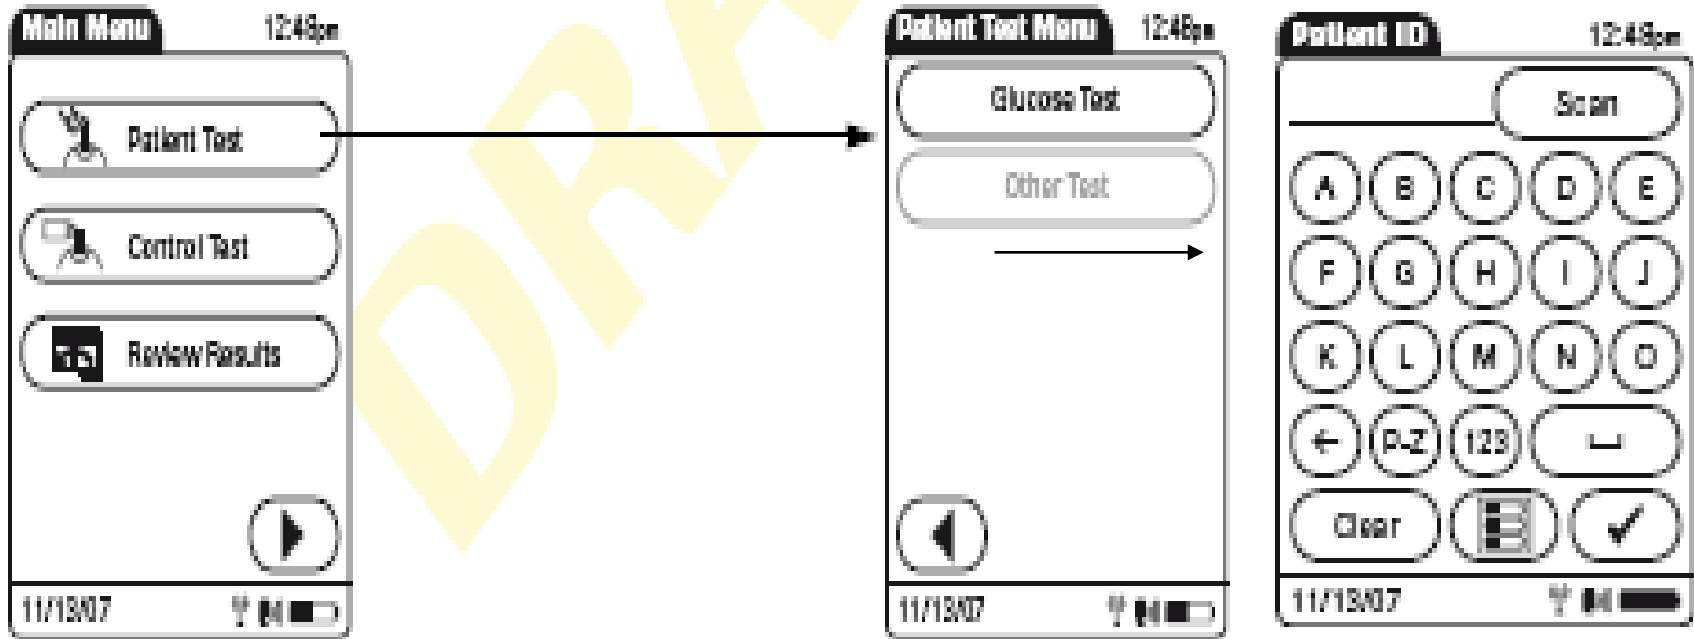 Main Menu 12:48pm
Patient Test
Control Test
Review Results
11/13/07
Patient Test Menu 12:48pm
Glucose Test
Other Test
11/13/07
Patient ID 12:48pm
Scan
A B C D E
F G H I J
K L M N O
← P-Z 123
Clear ✓
11/13/07
DRA